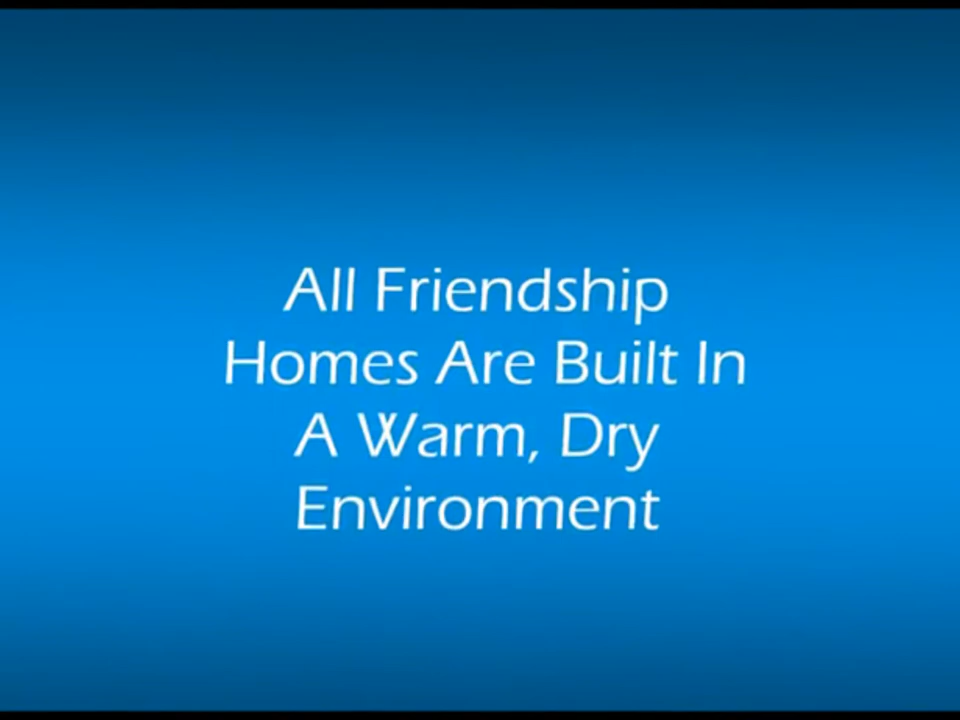 All Friendship
Homes Are Built In
A Warm, Dry
Environment